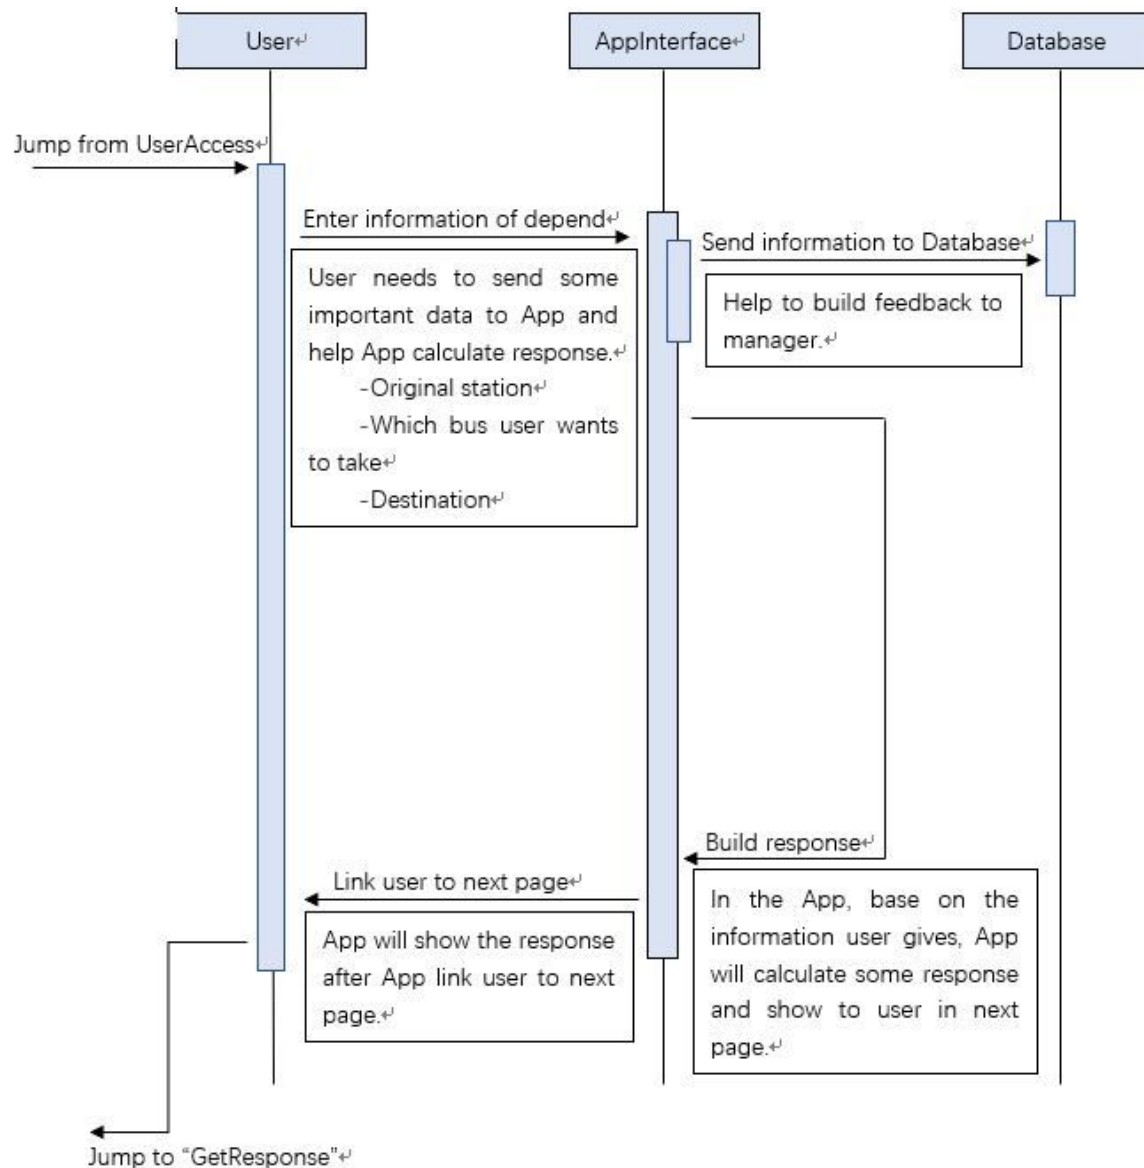 User
AppInterface
Database
Jump from UserAccess
Enter information of depend
Send information to Database
User needs to send some
important data to App and
help App calculate response.
-Original station
-Which bus user wants
to take
-Destination
Help to build feedback to
manager.
Build response
Link user to next page
In the App, base on the
information user gives, App
will calculate some response
and show to user in next
page.
App will show the response
after App link user to next
page.
Jump to “GetResponse”